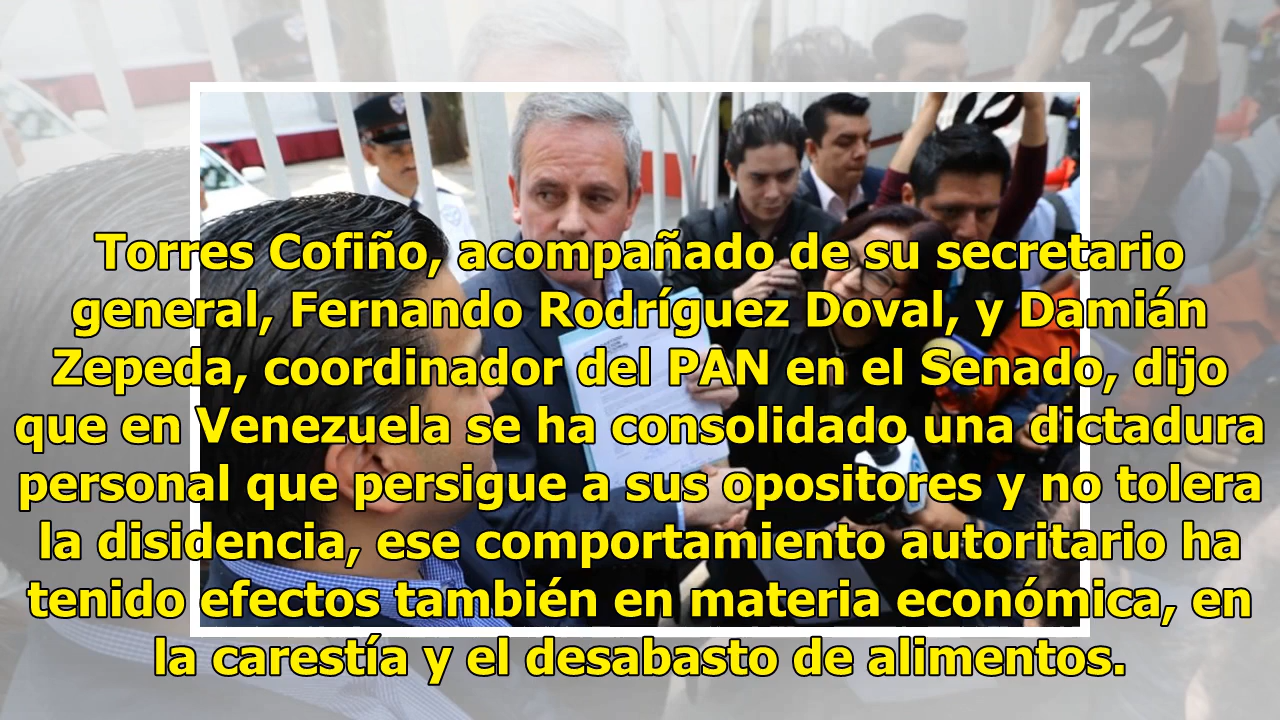 Torres Cofiño, acompañado de su secretario
general, Fernando Rodríguez Doval, y Damián
Zepeda, coordinador del PAN en el Senado, dijo
que en Venezuela se ha consolidado una dictadura
personal que persigue a sus opositores y no tolera
la disidencia, ese comportamiento autoritario ha
tenido efectos también en materia económica, en
la carestía y el desabasto de alimentos.